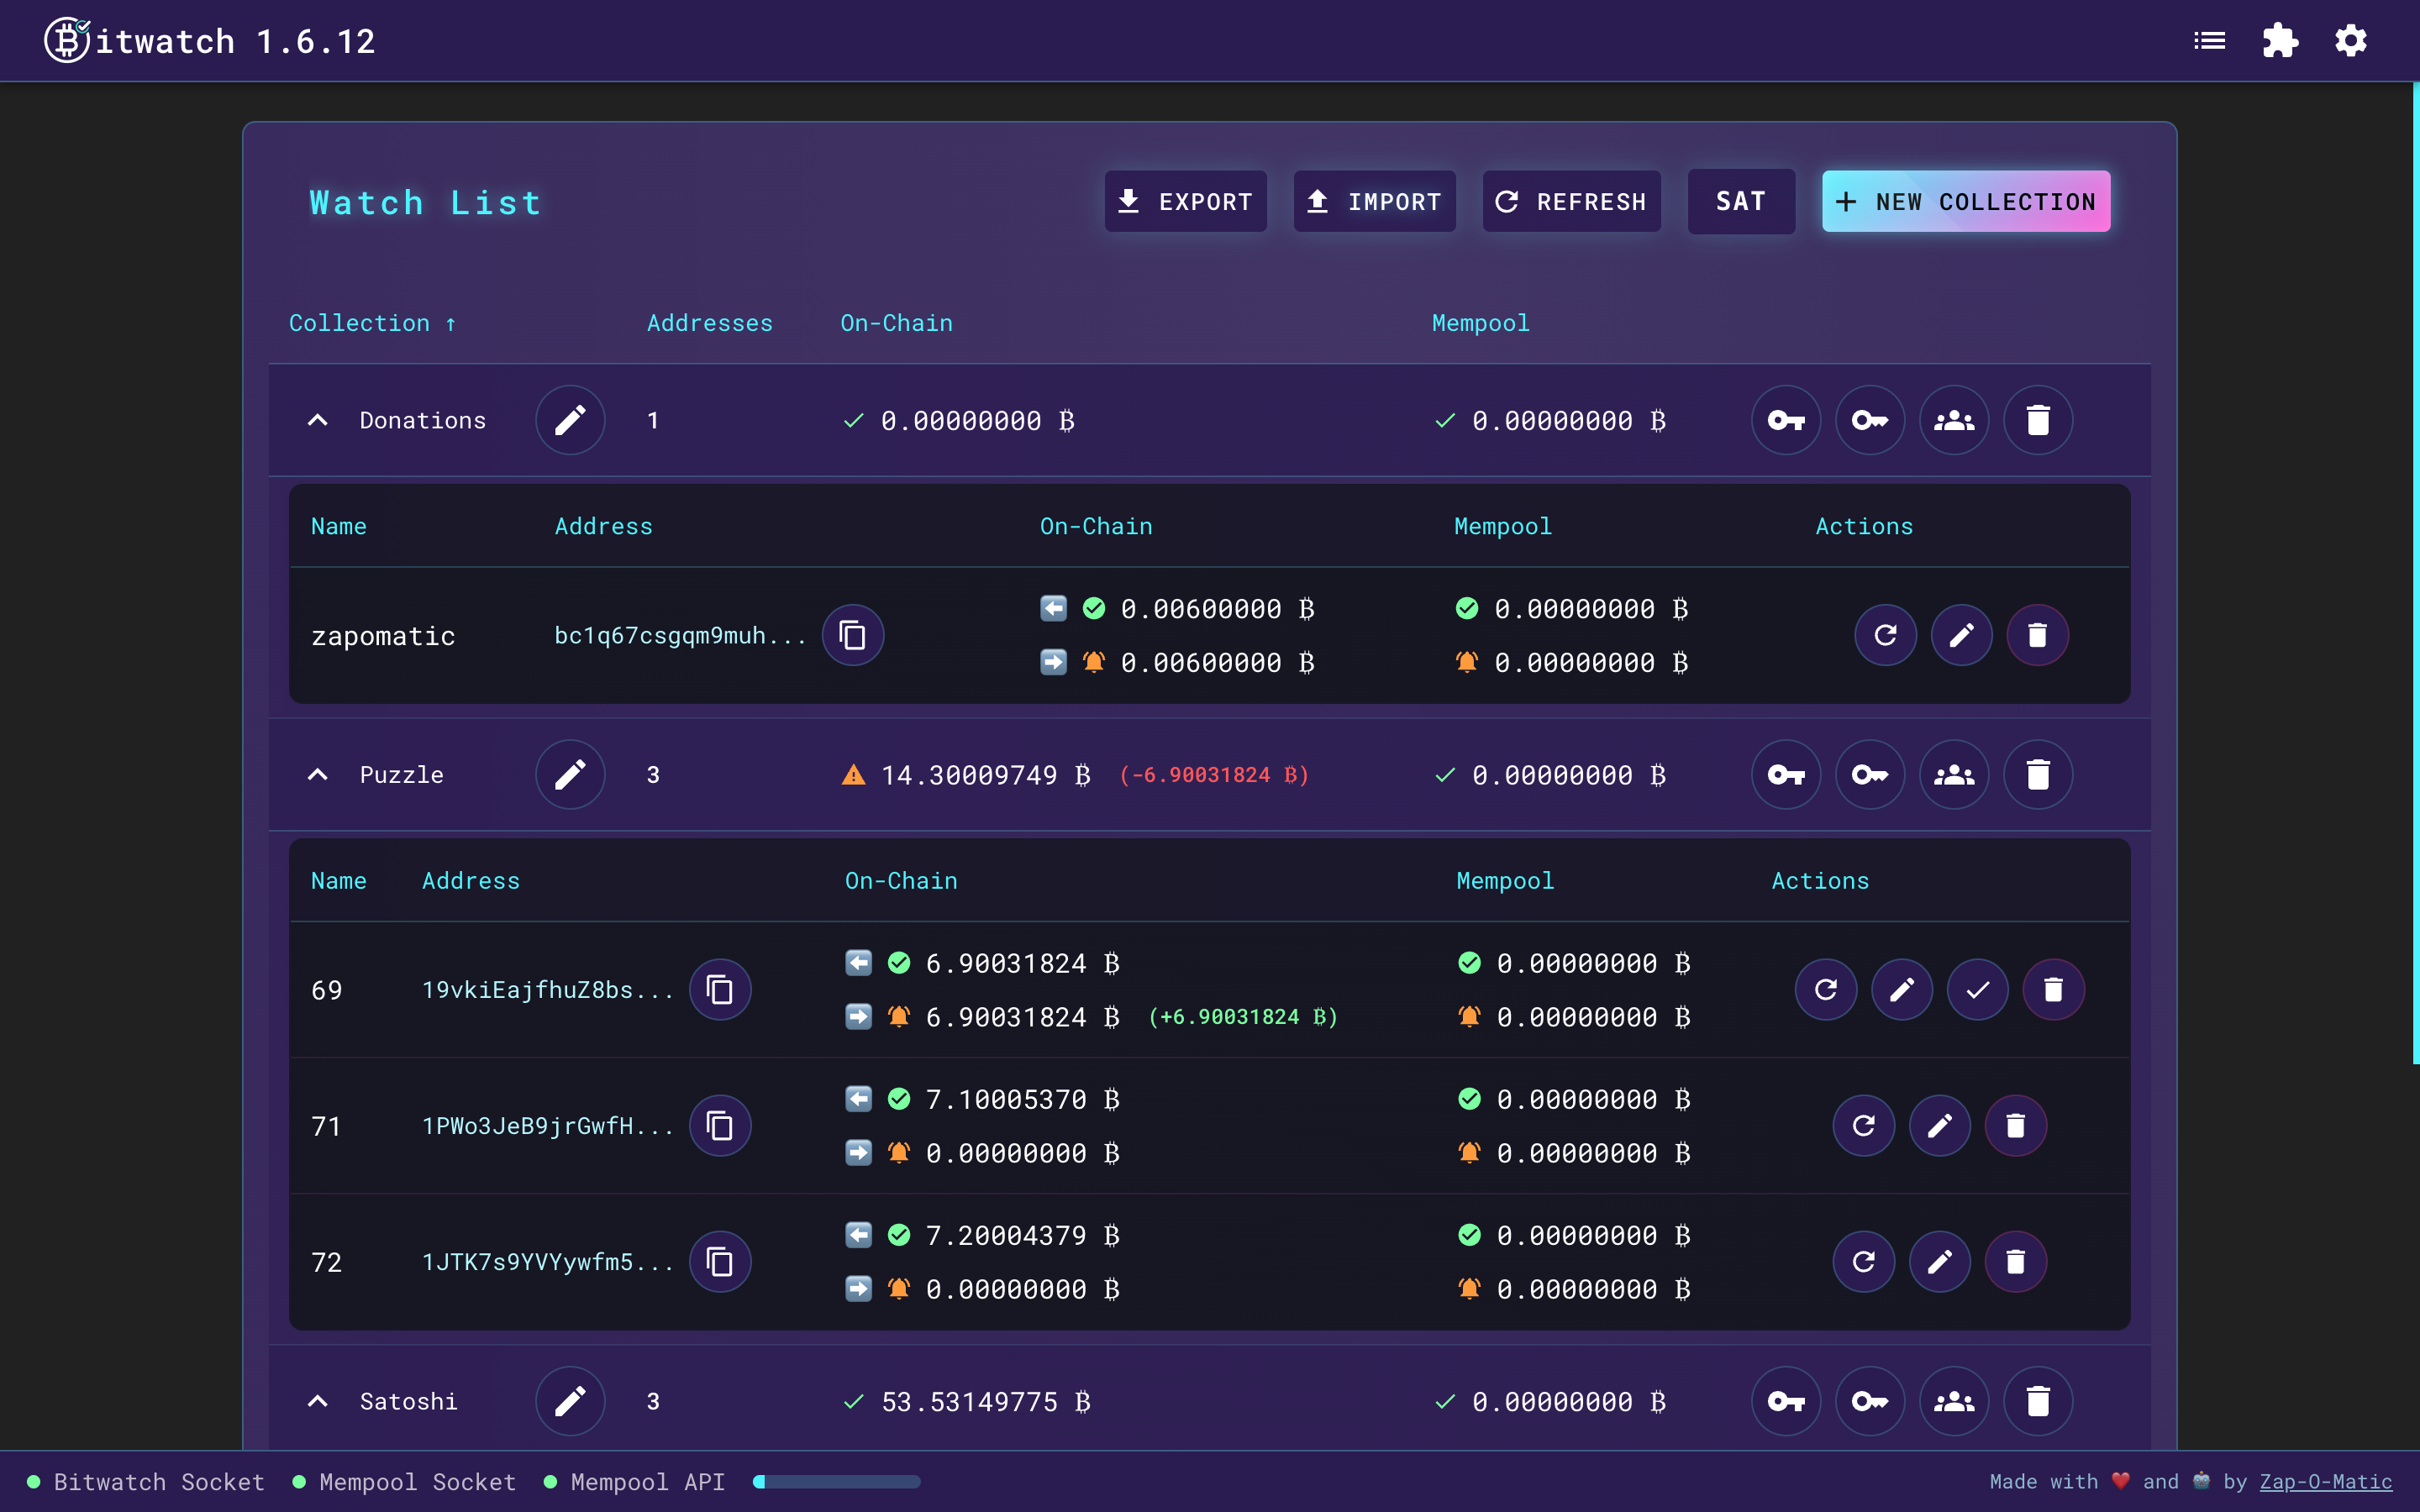 Bitwatch 1.6.12
Watch List
EXPORT
IMPORT
REFRESH
SAT
+ NEW COLLECTION
Collection ↑ Addresses On-Chain Mempool
Donations 1 0.00000000 ₿ 0.00000000 ₿
Name Address On-Chain Mempool Actions
zapomatic bc1q67csgqm9muh...
⬅️ 0.00600000 ₿ 0.00000000 ₿
➡️ 0.00600000 ₿ 0.00000000 ₿
Puzzle 3 14.30009749 ₿ (-6.90031824 ₿) 0.00000000 ₿
Name Address On-Chain Mempool Actions
69 19vkiEajfhuZ8bs...
⬅️ 6.90031824 ₿ 0.00000000 ₿
➡️ 6.90031824 ₿ (+6.90031824 ₿) 0.00000000 ₿
71 1PWo3JeB9jrGwfH...
⬅️ 7.10005370 ₿ 0.00000000 ₿
➡️ 0.00000000 ₿ 0.00000000 ₿
72 1JTK7s9YVYywfm5...
⬅️ 7.20004379 ₿ 0.00000000 ₿
➡️ 0.00000000 ₿ 0.00000000 ₿
Satoshi 3 53.53149775 ₿ 0.00000000 ₿
Bitwatch Socket Mempool Socket Mempool API
Made with ❤️ and 🤖 by Zap-O-Matic